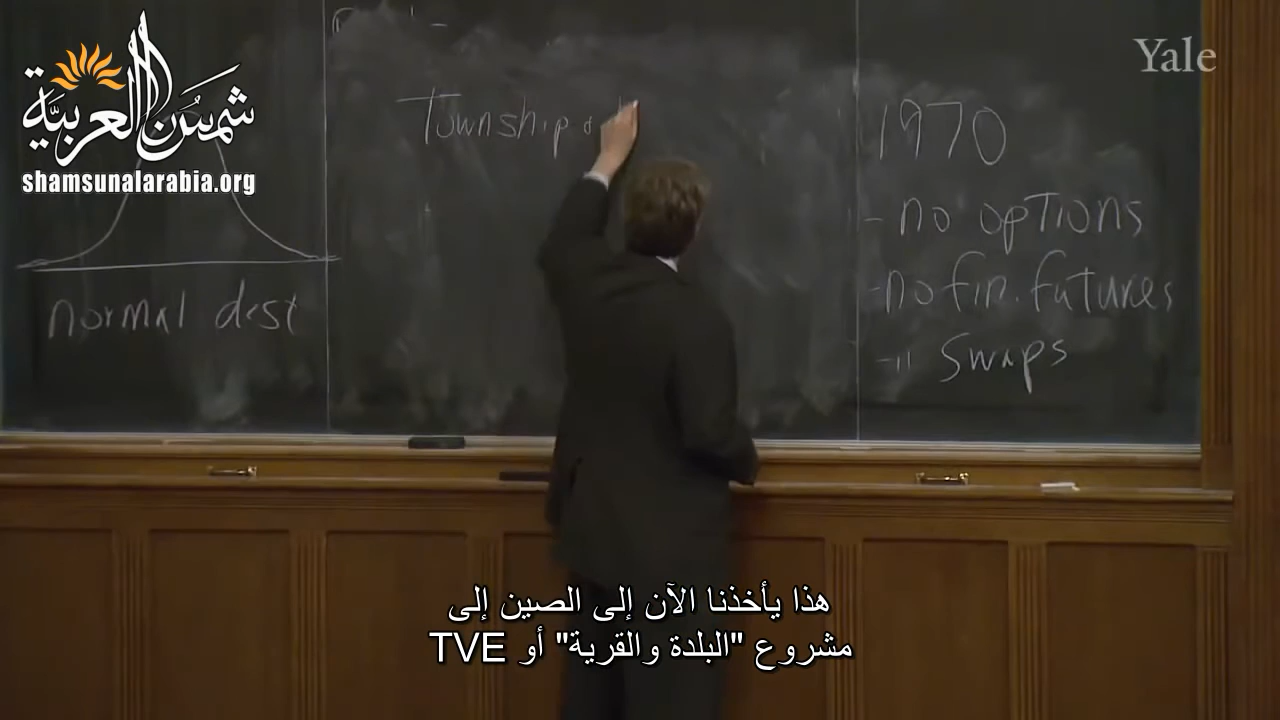 شمس العربية
shamsunalarabia.org
Yale
normal dist
Township &
1970
- no options
- no fin. futures
- " swaps
هذا يأخذنا الآن إلى الصين إلى
مشروع "البلدة والقرية" أو TVE